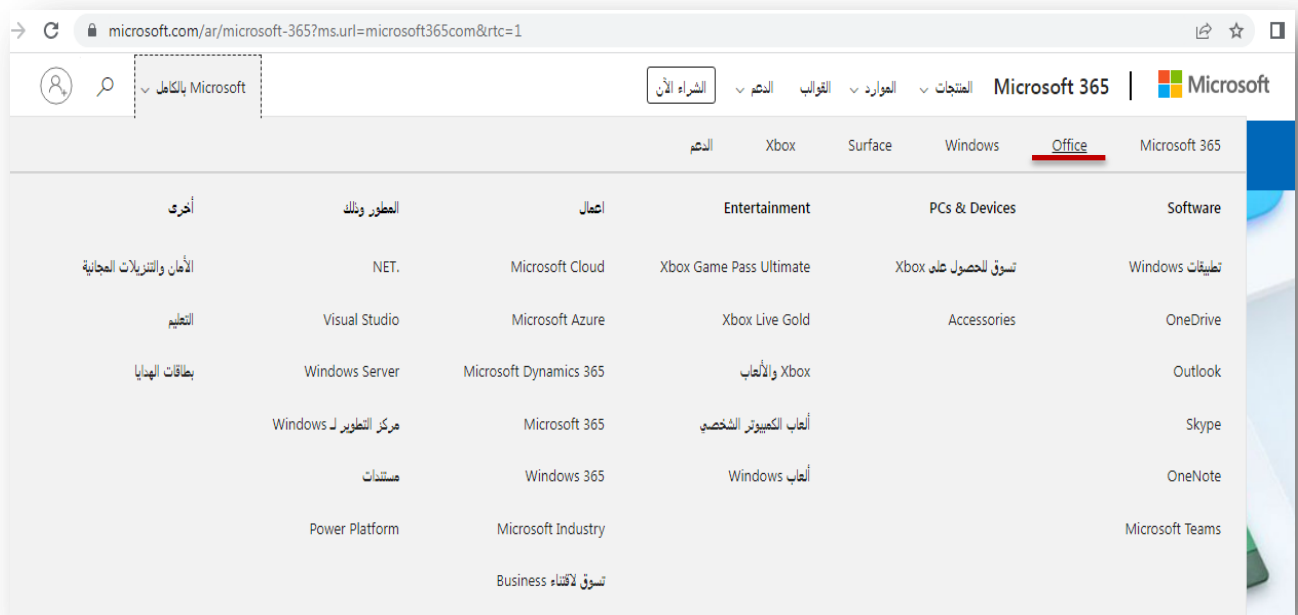 microsoft.com/ar/microsoft-365?ms.url=microsoft365com&rtc=1
Microsoft | Microsoft 365 المنتجات الموارد القوالب الدعم الشراء الآن Microsoft بالكامل
Microsoft 365 Office Windows Surface Xbox الدعم
Software PCs & Devices Entertainment اعمال المطور وذلك أخرى
تطبيقات Windows تسوق للحصول على Xbox Xbox Game Pass Ultimate Microsoft Cloud .NET الأمان والتنزيلات المجانية
OneDrive Accessories Xbox Live Gold Microsoft Azure Visual Studio التعليم
Outlook Xbox والألعاب Microsoft Dynamics 365 Windows Server بطاقات الهدايا
Skype ألعاب الكمبيوتر الشخصي Microsoft 365 مركز التطوير لـ Windows
OneNote ألعاب Windows Windows 365 مستندات
Microsoft Teams Microsoft Industry Power Platform
تسوق لاقتناء Business